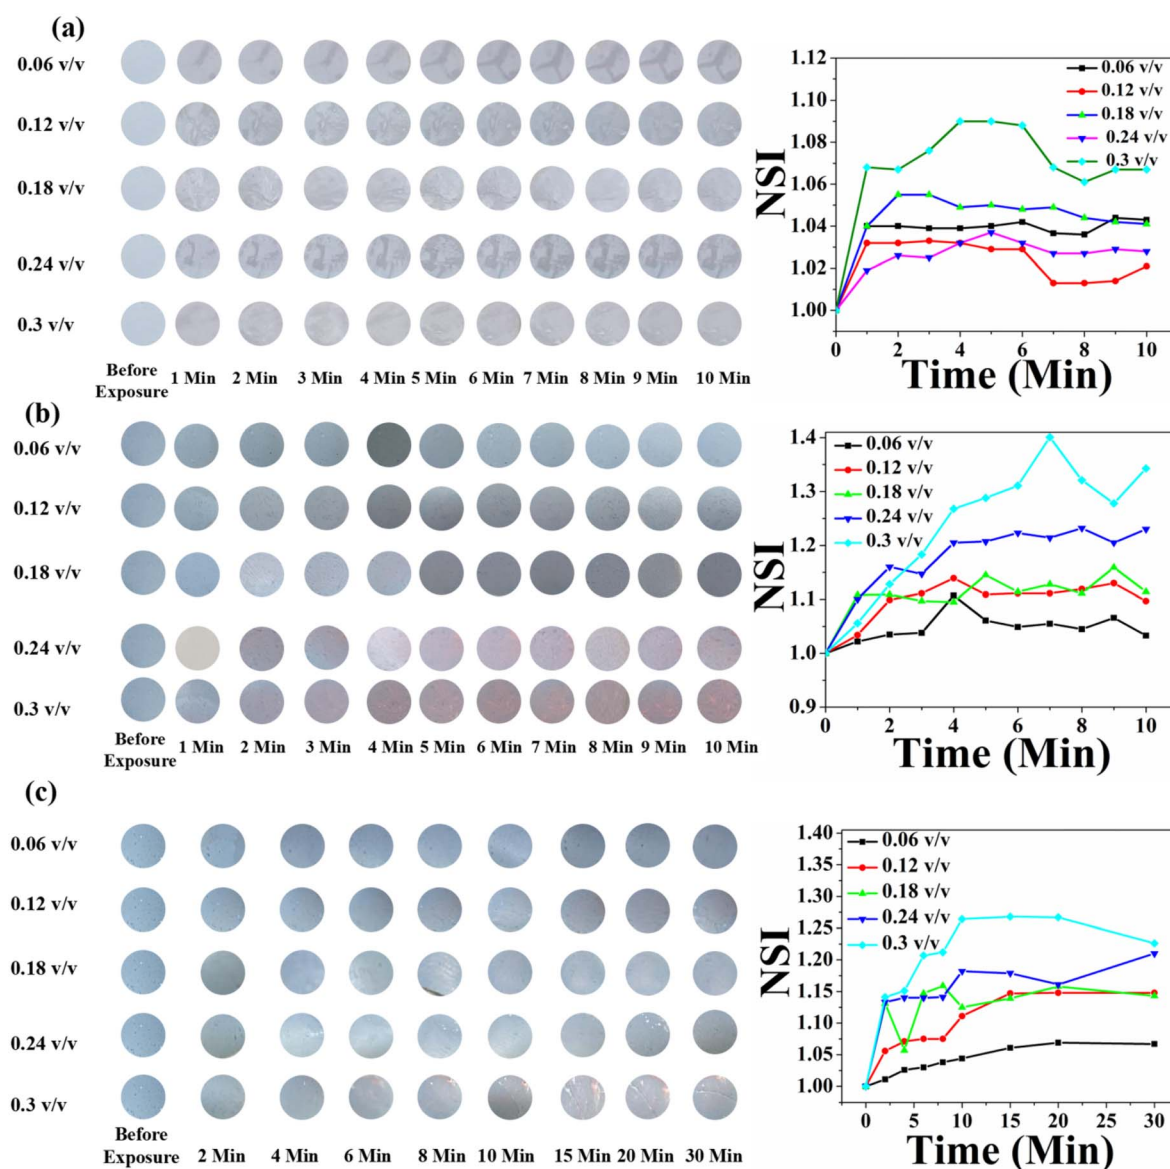 (a)
0.06 v/v
0.12 v/v
0.18 v/v
0.24 v/v
0.3 v/v
Before
Exposure
1 Min 2 Min 3 Min 4 Min 5 Min 6 Min 7 Min 8 Min 9 Min 10 Min
NSI
1.12
1.10
1.08
1.06
1.04
1.02
1.00
0.06 v/v
0.12 v/v
0.18 v/v
0.24 v/v
0.3 v/v
0 2 4 6 8 10
Time (Min)
(b)
0.06 v/v
0.12 v/v
0.18 v/v
0.24 v/v
0.3 v/v
Before
Exposure
1 Min 2 Min 3 Min 4 Min 5 Min 6 Min 7 Min 8 Min 9 Min 10 Min
NSI
1.4
1.3
1.2
1.1
1.0
0.9
0.06 v/v
0.12 v/v
0.18 v/v
0.24 v/v
0.3 v/v
0 2 4 6 8 10
Time (Min)
(c)
0.06 v/v
0.12 v/v
0.18 v/v
0.24 v/v
0.3 v/v
Before
Exposure
2 Min 4 Min 6 Min 8 Min 10 Min 15 Min 20 Min 30 Min
NSI
1.40
1.35
1.30
1.25
1.20
1.15
1.10
1.05
1.00
0.06 v/v
0.12 v/v
0.18 v/v
0.24 v/v
0.3 v/v
0 5 10 15 20 25 30
Time (Min)